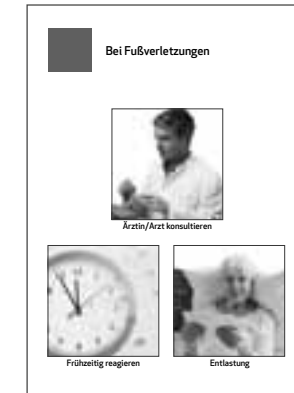 Bei Fußverletzungen
Ärztin/Arzt konsultieren
Frühzeitig reagieren
Entlastung